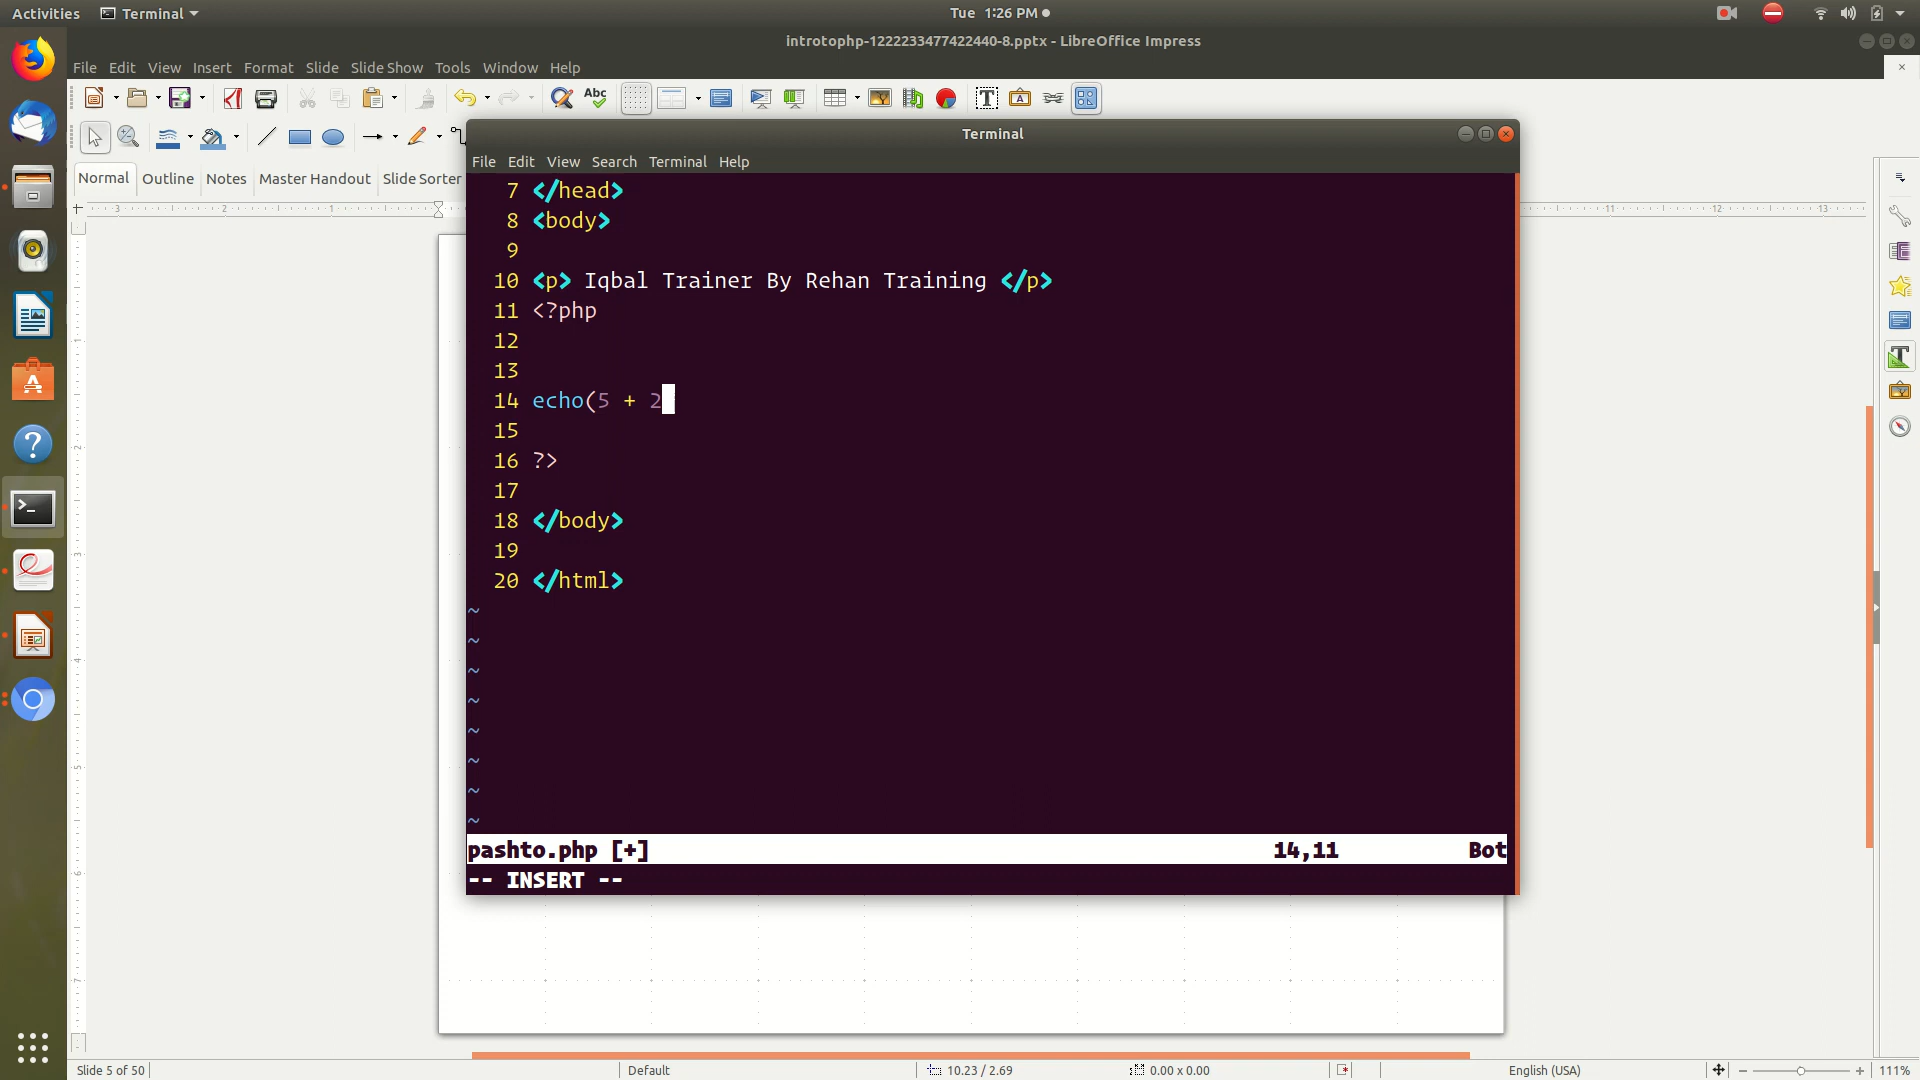 Activities Terminal Tue 1:26 PM
introtophp-1222233477422440-8.pptx - LibreOffice Impress
File Edit View Insert Format Slide Slide Show Tools Window Help
Abc
Normal Outline Notes Master Handout Slide Sorter
Terminal
File Edit View Search Terminal Help
7 </head>
8 <body>
9
10 <p> Iqbal Trainer By Rehan Training </p>
11 <?php
12
13
14 echo(5 + 2
15
16 ?>
17
18 </body>
19
20 </html>
~
~
~
~
~
~
~
~
pashto.php [+] 14,11 Bot
-- INSERT --
Slide 5 of 50 Default 10.23 / 2.69 0.00 x 0.00 English (USA) 111%